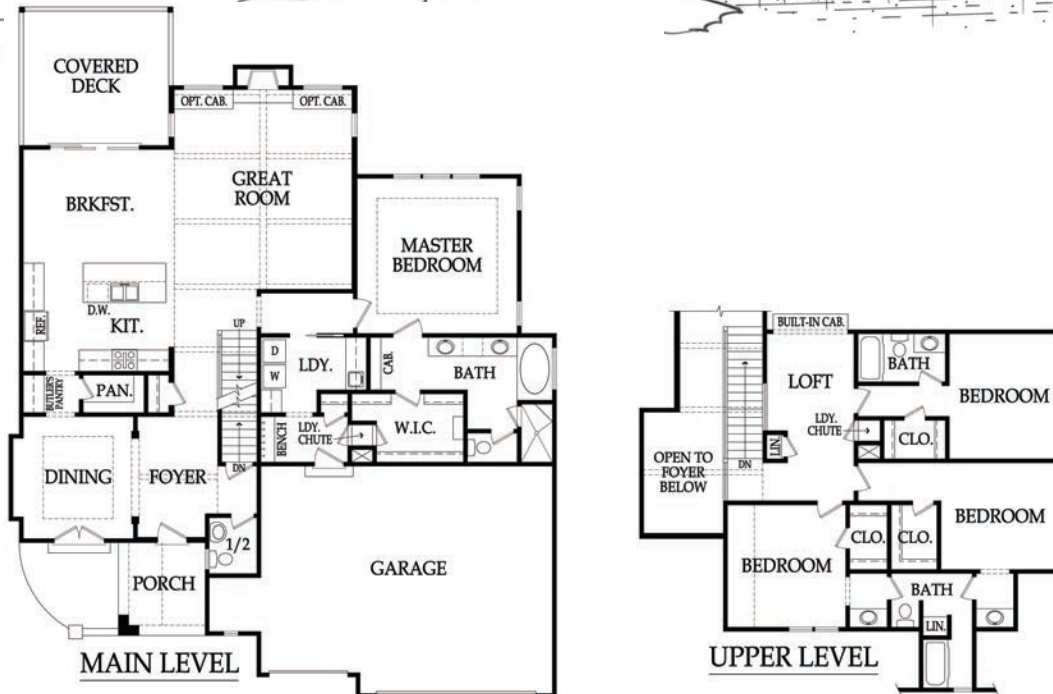 COVERED
DECK
OPT. CAB.
OPT. CAB.
GREAT
ROOM
BRKFST.
MASTER
BEDROOM
D.W.
REF.
KIT.
UP
D
W
LDY.
CAB.
BATH
BUTLER'S
PANTRY
PAN.
BENCH
LDY.
CHUTE
W.I.C.
DINING
FOYER
DN
1/2
PORCH
GARAGE
MAIN LEVEL
BUILT-IN CAB.
LOFT
BATH
BEDROOM
LDY.
CHUTE
CLO.
LIN.
OPEN TO
FOYER
BELOW
DN
BEDROOM
CLO.
CLO.
BEDROOM
BATH
LIN.
UPPER LEVEL